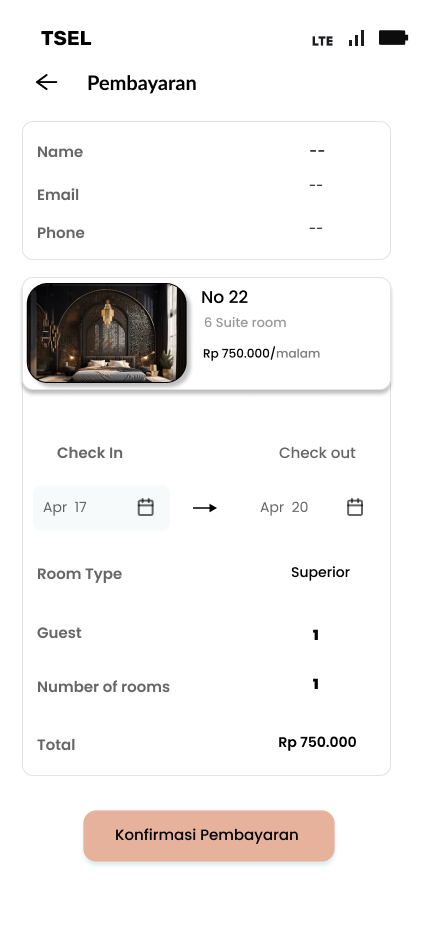 TSEL LTE
Pembayaran
Name --
Email --
Phone --
No 22
6 Suite room
Rp 750.000/malam
Check In Check out
Apr 17 Apr 20
Room Type Superior
Guest 1
Number of rooms 1
Total Rp 750.000
Konfirmasi Pembayaran